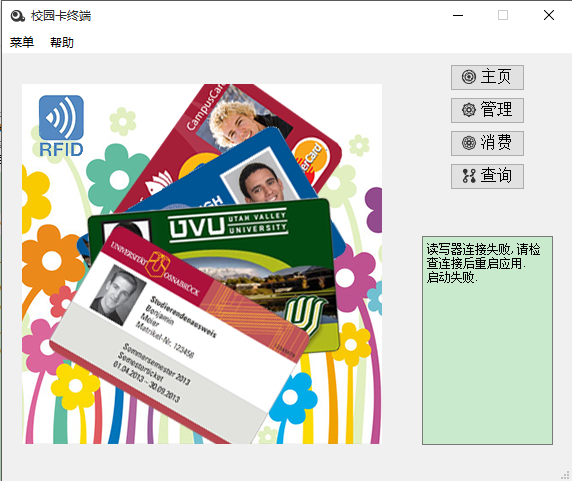 校园卡终端
菜单 帮助
主页
管理
消费
查询
RFID
CampusCar
MasterCard
UVU UTAH VALLEY
UNIVERSITY
UNIVERSITÄT OSNABRÜCK
Studierendenausweis
Benjamin
Meier
Matrikel-Nr. 123456
Sommersemester 2013
Semesterticket
01.04.2013 - 30.09.2013
读写器连接失败, 请检
查连接后重启应用.
启动失败.